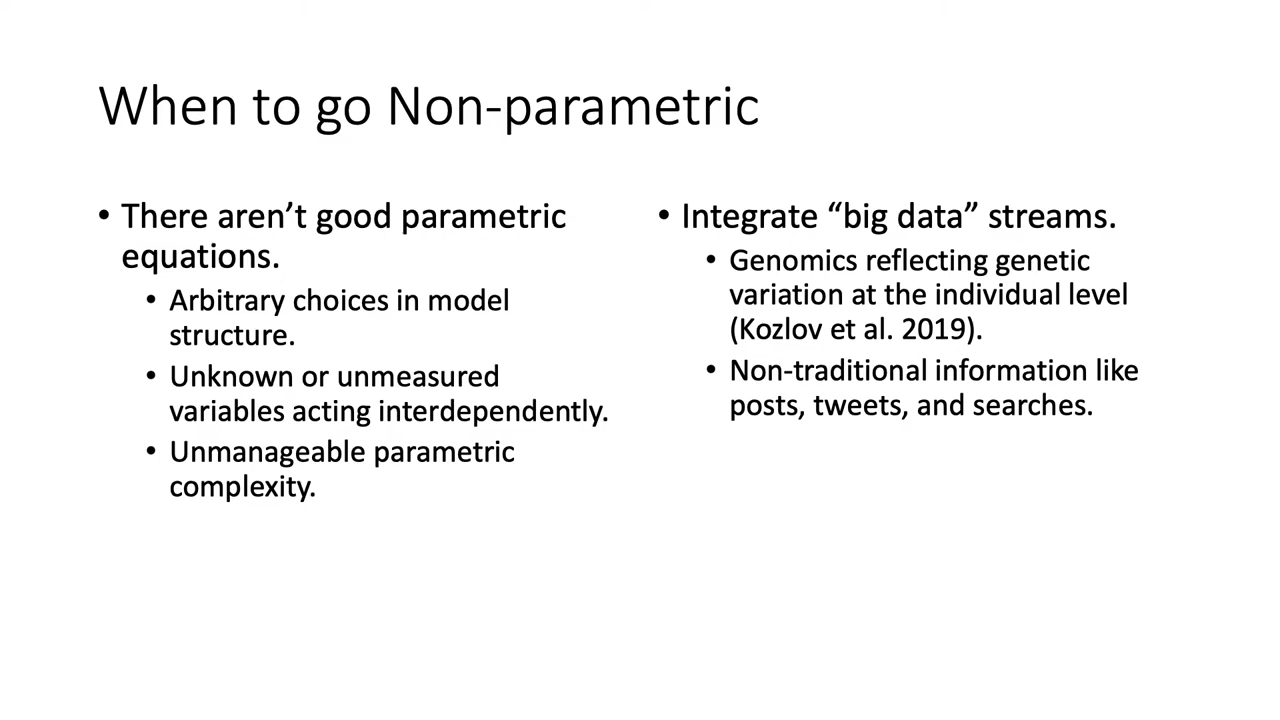 When to go Non-parametric
• There aren’t good parametric
equations.
• Arbitrary choices in model
structure.
• Unknown or unmeasured
variables acting interdependently.
• Unmanageable parametric
complexity.
• Integrate “big data” streams.
• Genomics reflecting genetic
variation at the individual level
(Kozlov et al. 2019).
• Non-traditional information like
posts, tweets, and searches.